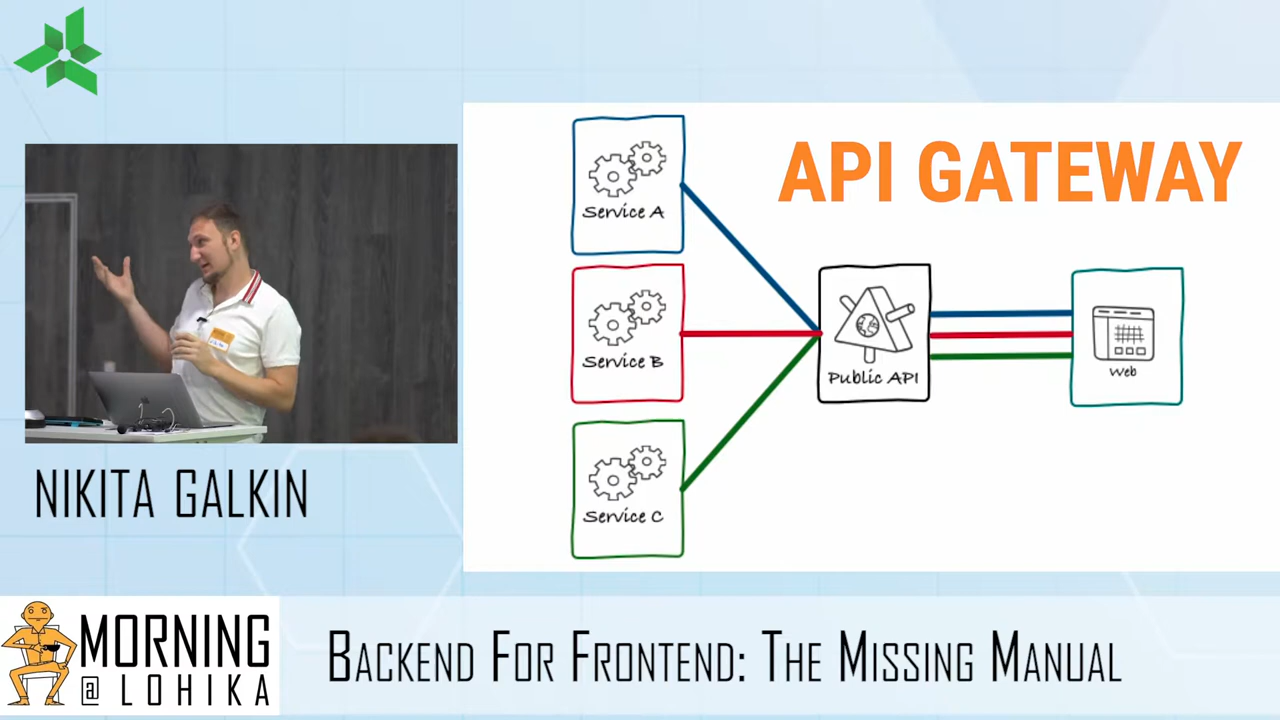 API GATEWAY
Service A
Service B
Service C
Public API
Web
NIKITA GALKIN
MORNING
@ LOHIKA
BACKEND FOR FRONTEND: THE MISSING MANUAL